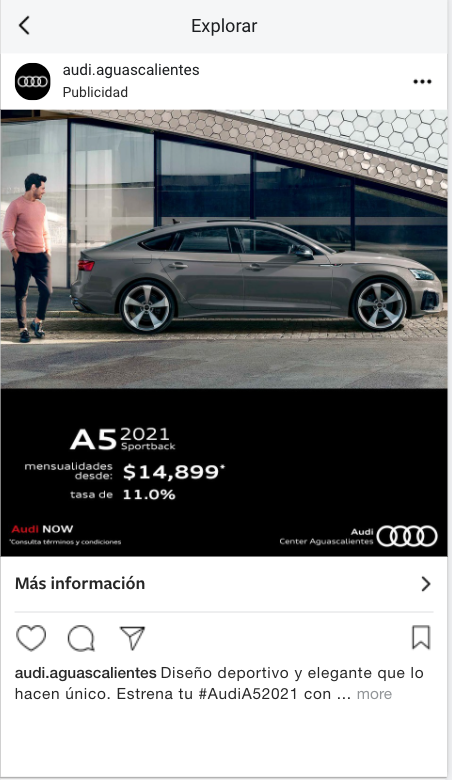 Explorar
audi.aguascalientes
Publicidad
A5 2021
Sportback
mensualidades
desde: $14,899*
tasa de 11.0%
Audi NOW
*Consulta términos y condiciones
Audi
Center Aguascalientes
Más información
audi.aguascalientes Diseño deportivo y elegante que lo
hacen único. Estrena tu #AudiA52021 con ... more